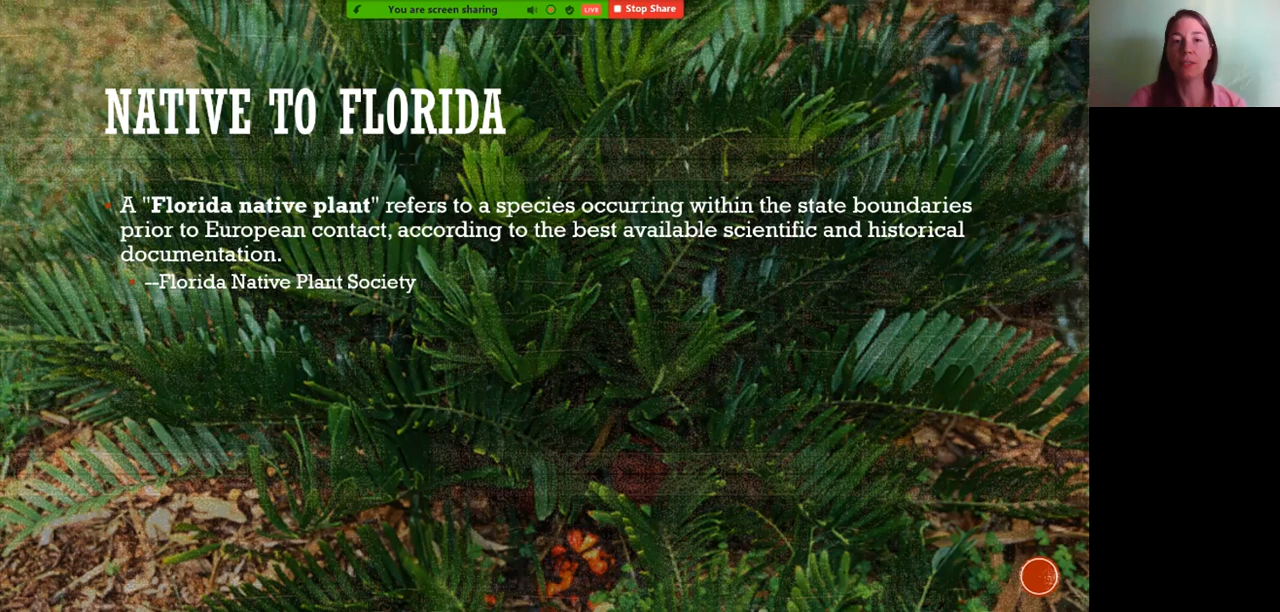 You are screen sharing
LIVE
Stop Share
NATIVE TO FLORIDA
A "Florida native plant" refers to a species occurring within the state boundaries
prior to European contact, according to the best available scientific and historical
documentation.
--Florida Native Plant Society